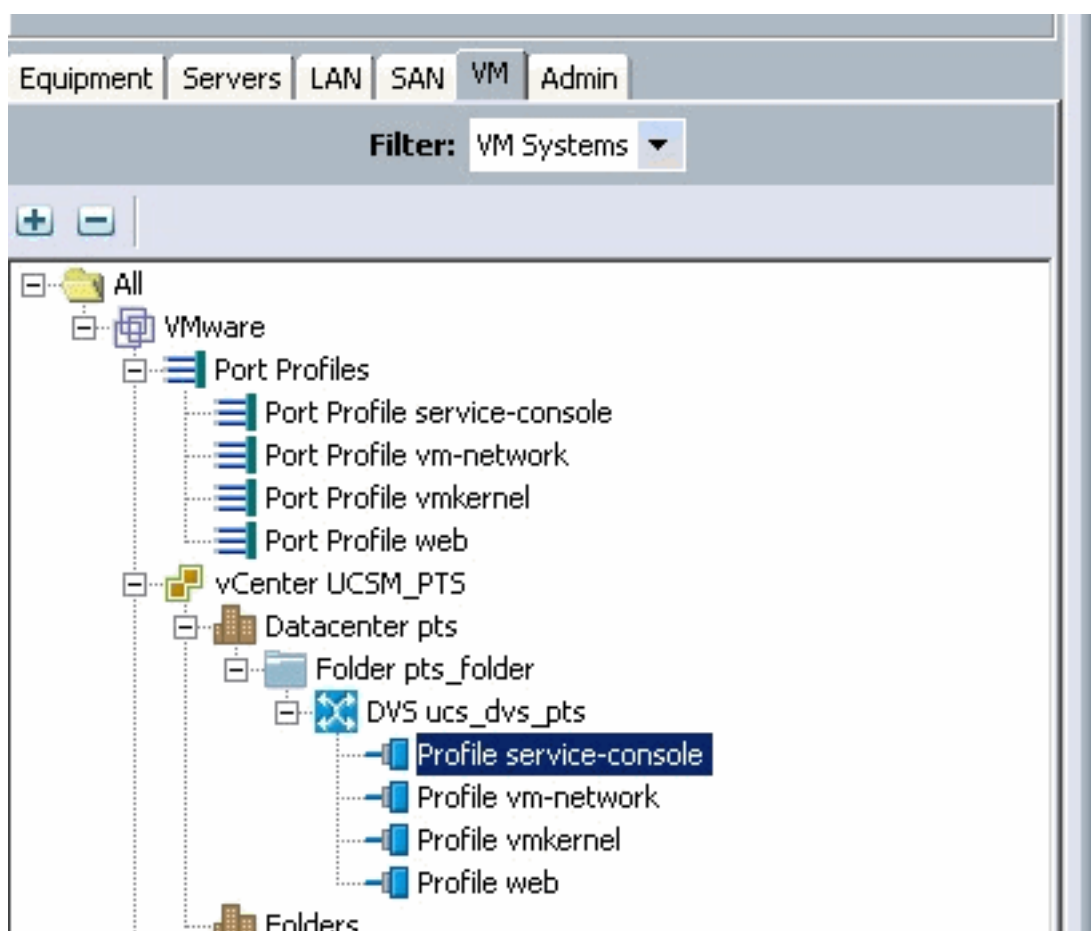 Equipment Servers LAN SAN VM Admin
Filter: VM Systems
All
VMware
Port Profiles
Port Profile service-console
Port Profile vm-network
Port Profile vmkernel
Port Profile web
vCenter UCSM_PTS
Datacenter pts
Folder pts_folder
DVS ucs_dvs_pts
Profile service-console
Profile vm-network
Profile vmkernel
Profile web
Folders